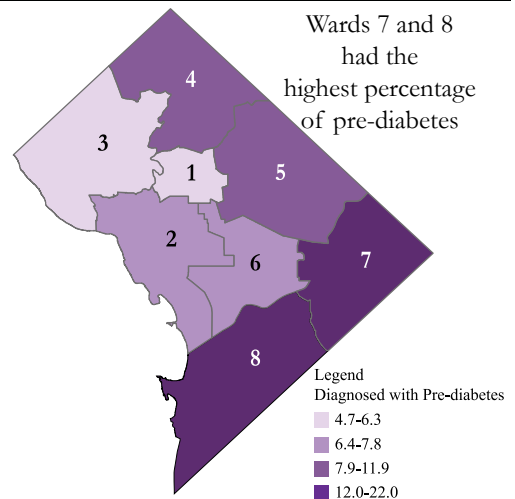 Wards 7 and 8
had the
highest percentage
of pre-diabetes
4
3
1
5
2
6
7
8
Legend
Diagnosed with Pre-diabetes
4.7-6.3
6.4-7.8
7.9-11.9
12.0-22.0